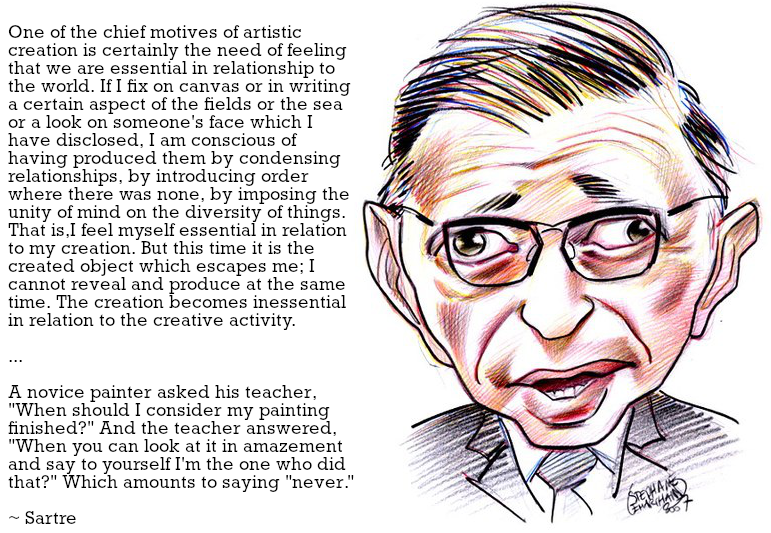 One of the chief motives of artistic
creation is certainly the need of feeling
that we are essential in relationship to
the world. If I fix on canvas or in writing
a certain aspect of the fields or the sea
or a look on someone's face which I
have disclosed, I am conscious of
having produced them by condensing
relationships, by introducing order
where there was none, by imposing the
unity of mind on the diversity of things.
That is,I feel myself essential in relation
to my creation. But this time it is the
created object which escapes me; I
cannot reveal and produce at the same
time. The creation becomes inessential
in relation to the creative activity.
...
A novice painter asked his teacher,
"When should I consider my painting
finished?" And the teacher answered,
"When you can look at it in amazement
and say to yourself I'm the one who did
that?" Which amounts to saying "never."
~ Sartre